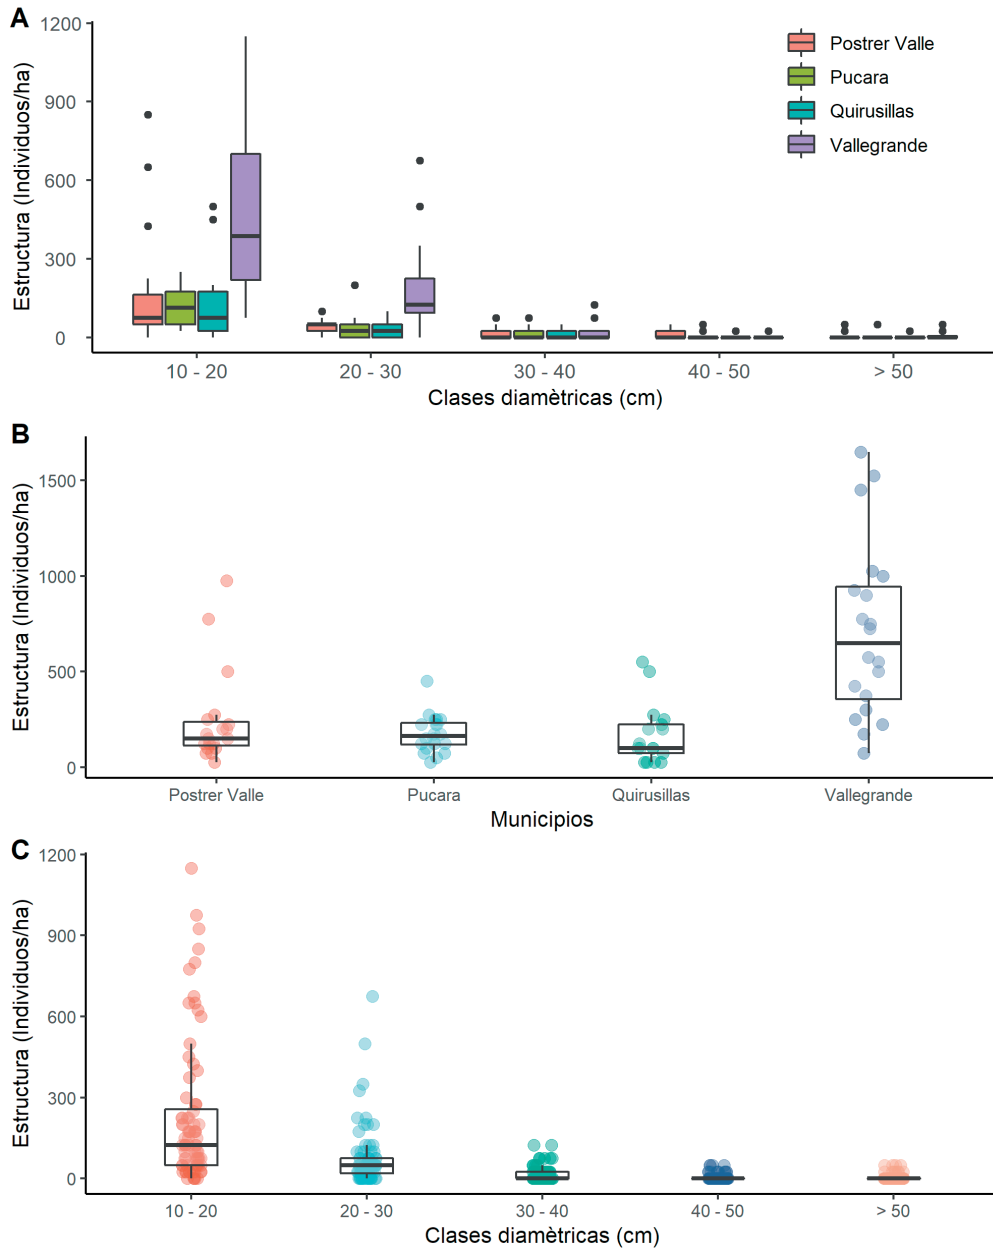 A
1200
900
600
300
0
Estructura (Individuos/ha)
Postrer Valle
Pucara
Quirusillas
Vallegrande
10 - 20
20 - 30
30 - 40
40 - 50
> 50
Clases diamètricas (cm)
B
1500
1000
500
0
Estructura (Individuos/ha)
Postrer Valle
Pucara
Quirusillas
Vallegrande
Municipios
C
1200
900
600
300
0
Estructura (Individuos/ha)
10 - 20
20 - 30
30 - 40
40 - 50
> 50
Clases diamètricas (cm)